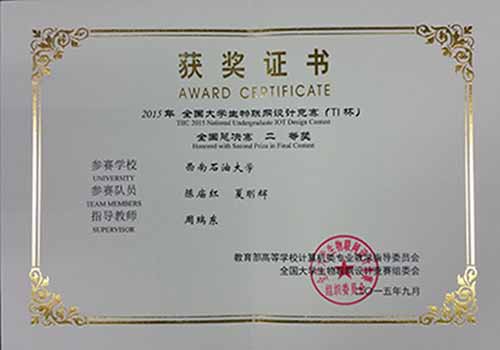 获奖证书
AWARD CERTIFICATE
2015年 全国大学生物联网设计竞赛（TI杯）
THE 2015 National Undergraduate IOT Design Contest
全国总决赛 二 等奖
Honored with Second Prize in Final Contest
参赛学校 西南石油大学
UNIVERSITY
参赛队员 陈庙红 夏明辉
TEAM MEMBERS
指导教师 周瑞东
SUPERVISOR
教育部高等学校计算机类专业教学指导委员会
全国大学生物联网设计竞赛组委会
二〇一五年九月
组织委员会